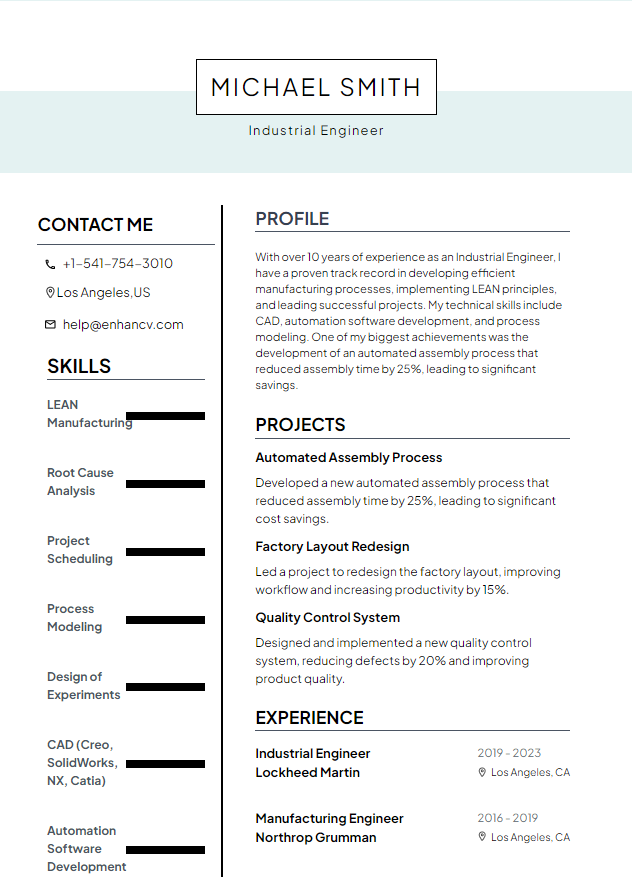 MICHAEL SMITH
Industrial Engineer
CONTACT ME
+1-541-754-3010
Los Angeles,US
help@enhancv.com
SKILLS
LEAN
Manufacturing
Root Cause
Analysis
Project
Scheduling
Process
Modeling
Design of
Experiments
CAD (Creo,
SolidWorks,
NX, Catia)
Automation
Software
Development
PROFILE
With over 10 years of experience as an Industrial Engineer, I
have a proven track record in developing efficient
manufacturing processes, implementing LEAN principles,
and leading successful projects. My technical skills include
CAD, automation software development, and process
modeling. One of my biggest achievements was the
development of an automated assembly process that
reduced assembly time by 25%, leading to significant
savings.
PROJECTS
Automated Assembly Process
Developed a new automated assembly process that
reduced assembly time by 25%, leading to significant
cost savings.
Factory Layout Redesign
Led a project to redesign the factory layout, improving
workflow and increasing productivity by 15%.
Quality Control System
Designed and implemented a new quality control
system, reducing defects by 20% and improving
product quality.
EXPERIENCE
Industrial Engineer 2019 - 2023
Lockheed Martin Los Angeles, CA
Manufacturing Engineer 2016 - 2019
Northrop Grumman Los Angeles, CA